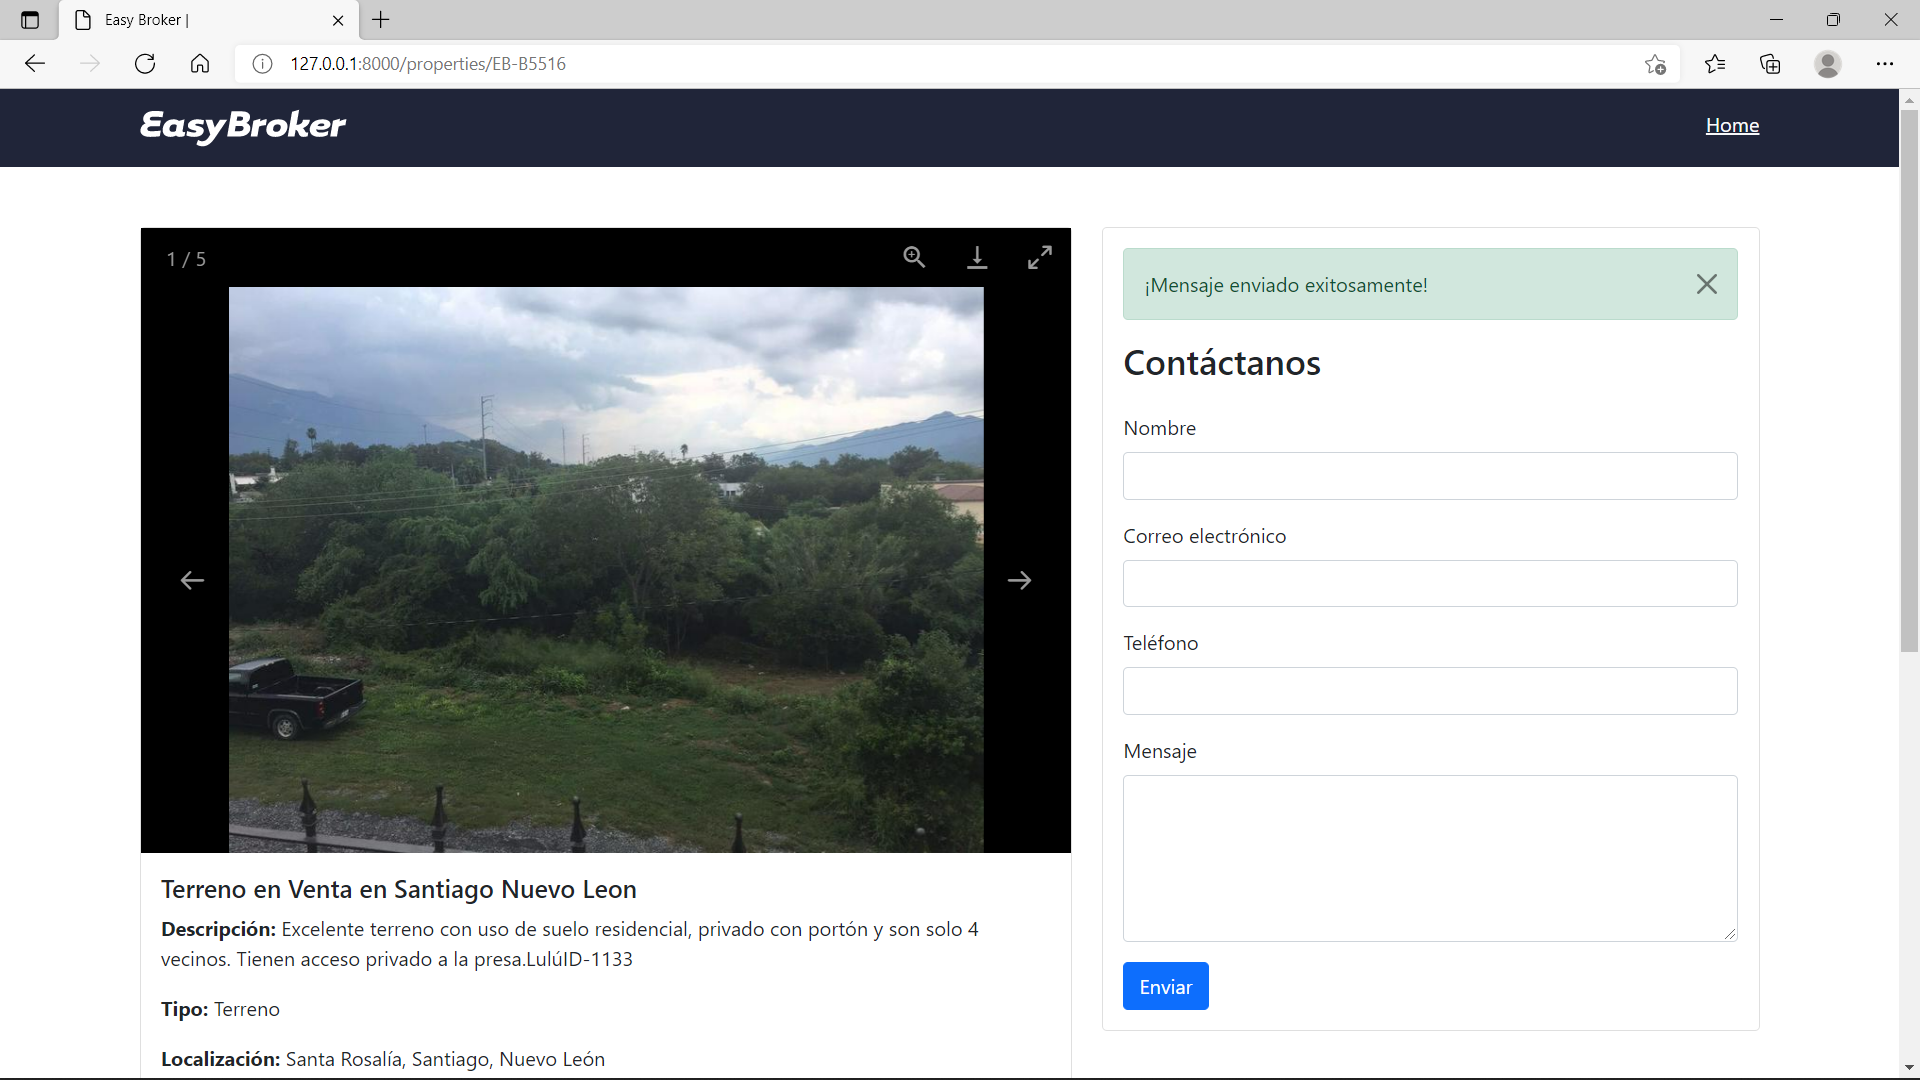 Easy Broker |
127.0.0.1:8000/properties/EB-B5516
EasyBroker
Home
1 / 5
¡Mensaje enviado exitosamente!
Contáctanos
Nombre
Correo electrónico
Teléfono
Mensaje
Enviar
Terreno en Venta en Santiago Nuevo Leon
Descripción: Excelente terreno con uso de suelo residencial, privado con portón y son solo 4
vecinos. Tienen acceso privado a la presa.LulúID-1133
Tipo: Terreno
Localización: Santa Rosalía, Santiago, Nuevo León